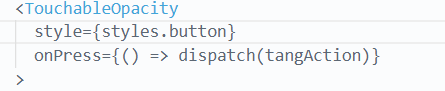 <TouchableOpacity
style={styles.button}
onPress={() => dispatch(tangAction)}
>